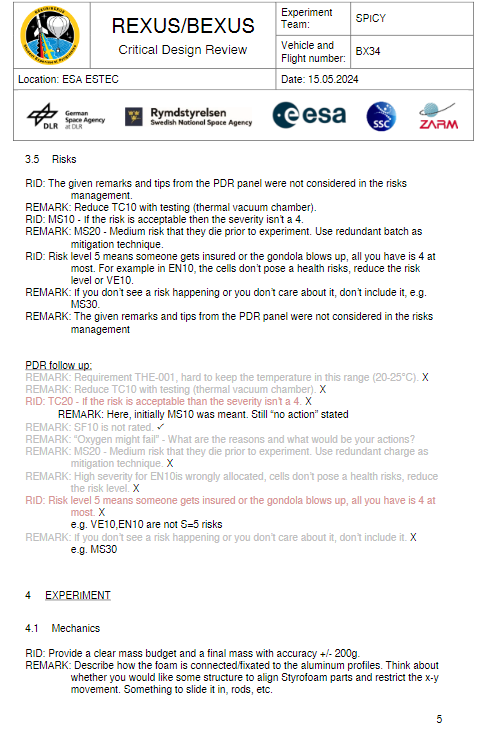 REXUS/BEXUS
Critical Design Review
Experiment Team:
SPiCY
Vehicle and Flight number:
BX34
Location: ESA ESTEC
Date: 15.05.2024
DLR
German Space Agency at DLR
Rymdstyrelsen
Swedish National Space Agency
esa
SSC
ZARM
3.5 Risks
RID: The given remarks and tips from the PDR panel were not considered in the risks
management.
REMARK: Reduce TC10 with testing (thermal vacuum chamber).
RID: MS10 - If the risk is acceptable then the severity isn't a 4.
REMARK: MS20 - Medium risk that they die prior to experiment. Use redundant batch as
mitigation technique.
RID: Risk level 5 means someone gets insured or the gondola blows up, all you have is 4 at
most. For example in EN10, the cells don't pose a health risks, reduce the risk
level or VE10.
REMARK: If you don't see a risk happening or you don't care about it, don't include it, e.g.
MS30.
REMARK: The given remarks and tips from the PDR panel were not considered in the risks
management
PDR follow up:
REMARK: Requirement THE-001, hard to keep the temperature in this range (20-25°C). X
REMARK: Reduce TC10 with testing (thermal vacuum chamber). X
RID: TC20 - if the risk is acceptable than the severity isn't a 4. X
REMARK: Here, initially MS10 was meant. Still "no action" stated
REMARK: SF10 is not rated. ✓
REMARK: "Oxygen might fail" - What are the reasons and what would be your actions?
REMARK: MS20 - Medium risk that they die prior to experiment. Use redundant charge as
mitigation technique. X
REMARK: High severity for EN10is wrongly allocated, cells don't pose a health risks, reduce
the risk level. X
RID: Risk level 5 means someone gets insured or the gondola blows up, all you have is 4 at
most. X
e.g. VE10,EN10 are not S=5 risks
REMARK: If you don't see a risk happening or you don't care about it, don't include it. X
e.g. MS30
4 EXPERIMENT
4.1 Mechanics
RID: Provide a clear mass budget and a final mass with accuracy +/- 200g.
REMARK: Describe how the foam is connected/fixated to the aluminum profiles. Think about
whether you would like some structure to align Styrofoam parts and restrict the x-y
movement. Something to slide it in, rods, etc.
5